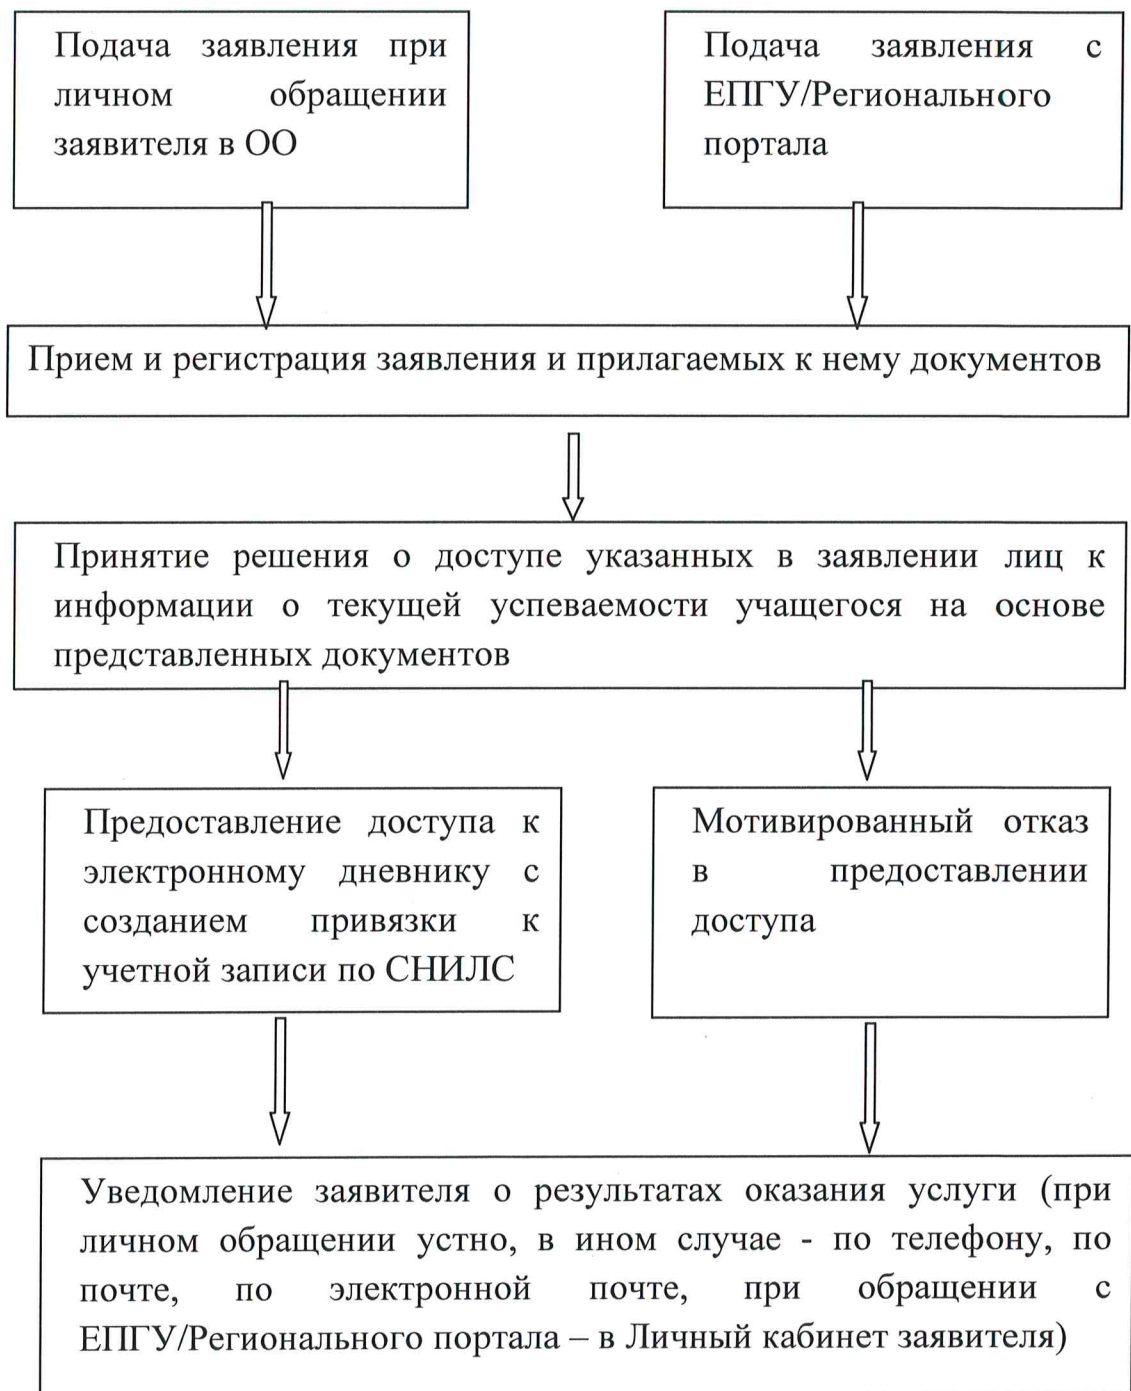 Подача заявления при
личном обращении
заявителя в ОО
Подача заявления с
ЕПГУ/Регионального
портала
Прием и регистрация заявления и прилагаемых к нему документов
Принятие решения о доступе указанных в заявлении лиц к
информации о текущей успеваемости учащегося на основе
представленных документов
Предоставление доступа к
электронному дневнику с
созданием привязки к
учетной записи по СНИЛС
Мотивированный отказ
в предоставлении
доступа
Уведомление заявителя о результатах оказания услуги (при
личном обращении устно, в ином случае - по телефону, по
почте, по электронной почте, при обращении с
ЕПГУ/Регионального портала – в Личный кабинет заявителя)